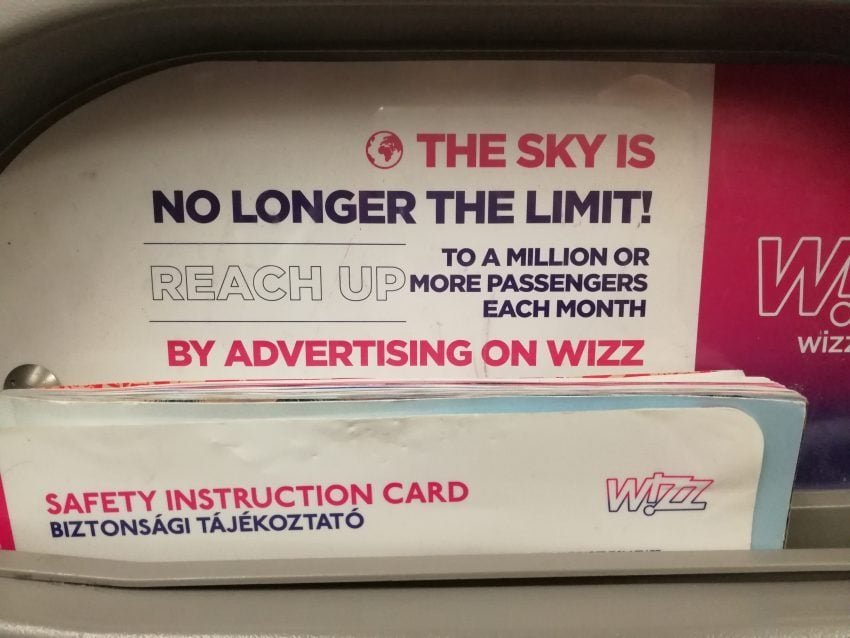 THE SKY IS
NO LONGER THE LIMIT!
REACH UP
TO A MILLION OR
MORE PASSENGERS
EACH MONTH
BY ADVERTISING ON WIZZ
W!
wizz
SAFETY INSTRUCTION CARD
BIZTONSÁGI TÁJÉKOZTATÓ
W!ZZ